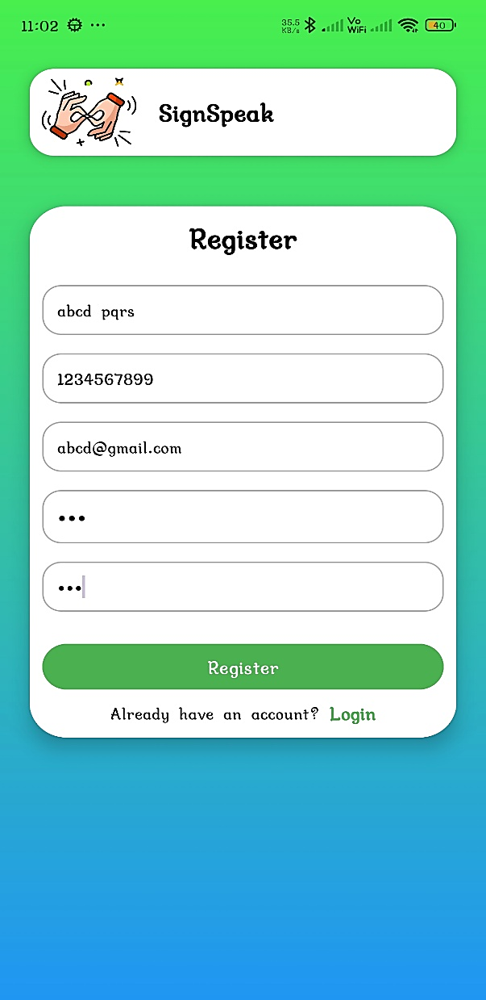 11:02 ... 35.5 KB/s Vo WiFi 40
SignSpeak
Register
abcd pqrs
1234567899
abcd@gmail.com
•••
•••
Register
Already have an account? Login